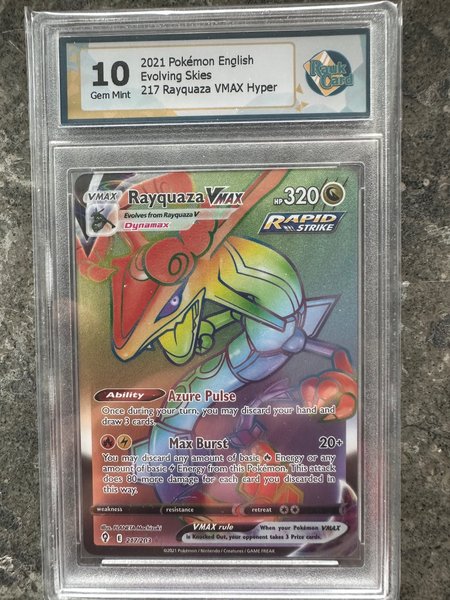 10
Gem Mint
2021 Pokémon English
Evolving Skies
217 Rayquaza VMAX Hyper
Rank
Card
VMAX
Rayquaza VMAX
HP 320
Evolves from Rayquaza V
Dynamax
RAPID
STRIKE
Ability Azure Pulse
Once during your turn, you may discard your hand and
draw 3 cards.
Max Burst 20+
You may discard any amount of basic Energy or any
amount of basic Energy from this Pokémon. This attack
does 80 more damage for each card you discarded in
this way.
weakness resistance retreat
Illus. PLANETA Mochizuki
E 217/203
VMAX rule When your Pokémon VMAX
is Knocked Out, your opponent takes 3 Prize cards.
©2021 Pokémon / Nintendo / Creatures / GAME FREAK